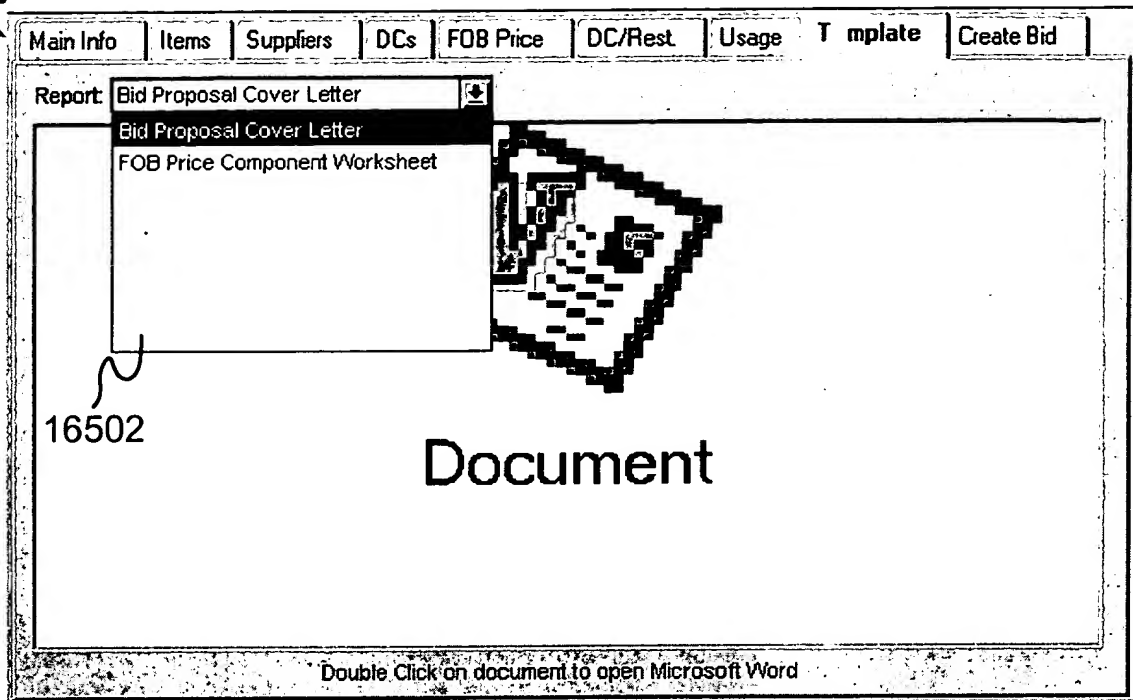 Main Info Items Suppliers DCs FOB Price DC/Rest. Usage T mplate Create Bid
Report: Bid Proposal Cover Letter
Bid Proposal Cover Letter
FOB Price Component Worksheet
16502
Document
Double Click on document to open Microsoft Word